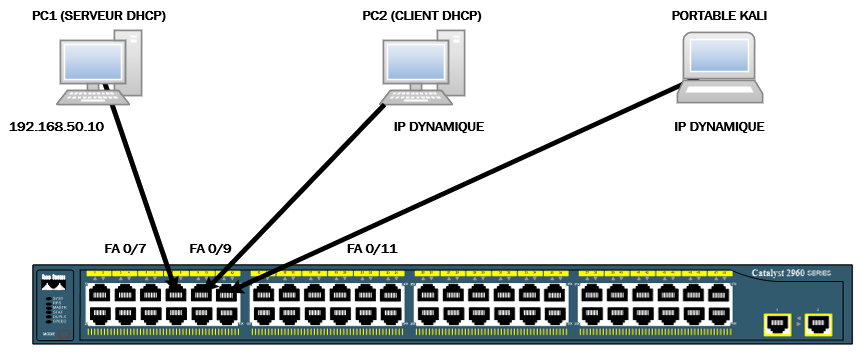 PC1 (SERVEUR DHCP)
PC2 (CLIENT DHCP)
PORTABLE KALI
192.168.50.10
IP DYNAMIQUE
IP DYNAMIQUE
FA 0/7
FA 0/9
FA 0/11
Catalyst 2960 SERIES
MODE